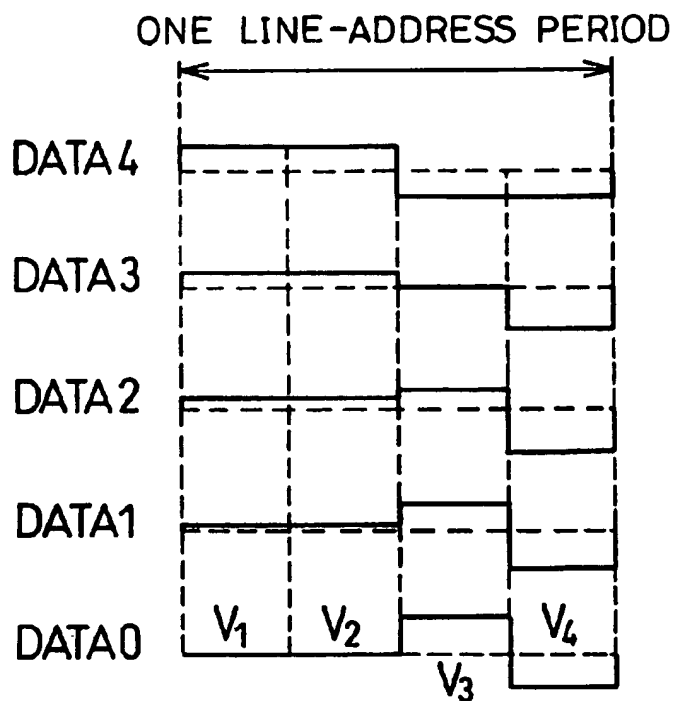 ONE LINE-ADDRESS PERIOD
DATA4
DATA3
DATA2
DATA1
DATA0 V1 V2 V3 V4